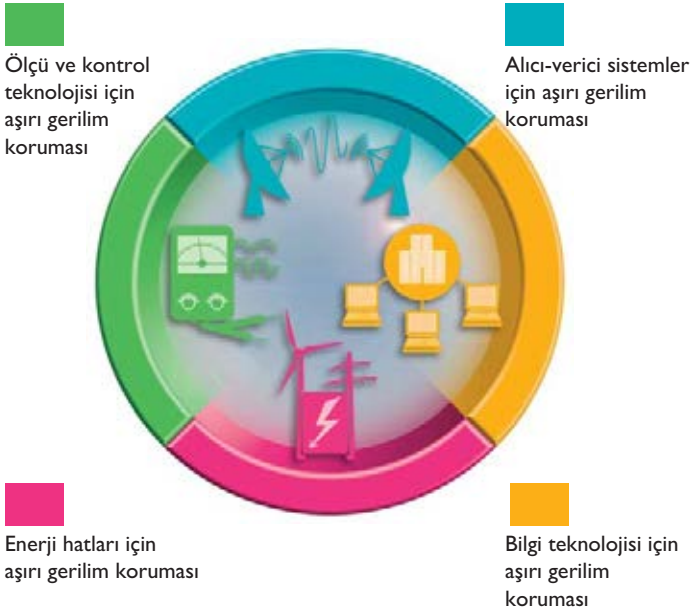 Ölçü ve kontrol
teknolojisi için
aşırı gerilim
koruması
Alıcı-verici sistemler
için aşırı gerilim
koruması
Enerji hatları için
aşırı gerilim koruması
Bilgi teknolojisi için
aşırı gerilim
koruması